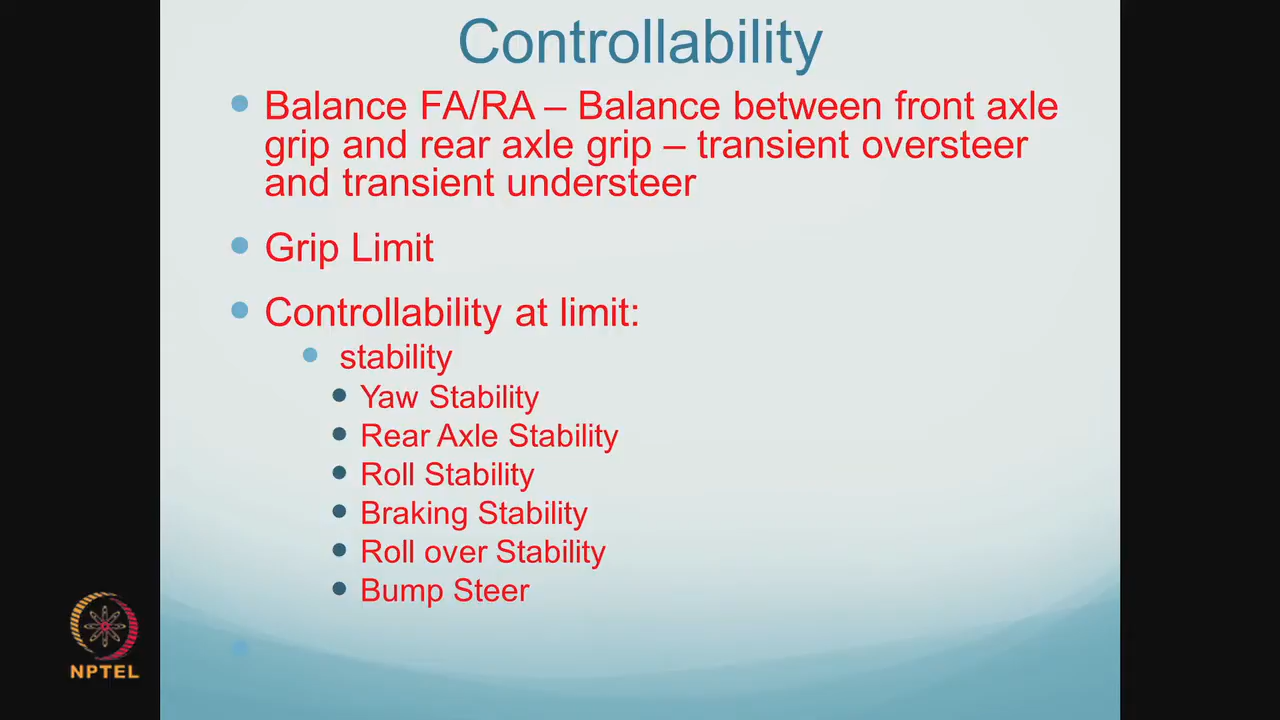 Controllability
Balance FA/RA – Balance between front axle
grip and rear axle grip – transient oversteer
and transient understeer
Grip Limit
Controllability at limit:
stability
Yaw Stability
Rear Axle Stability
Roll Stability
Braking Stability
Roll over Stability
Bump Steer
NPTEL